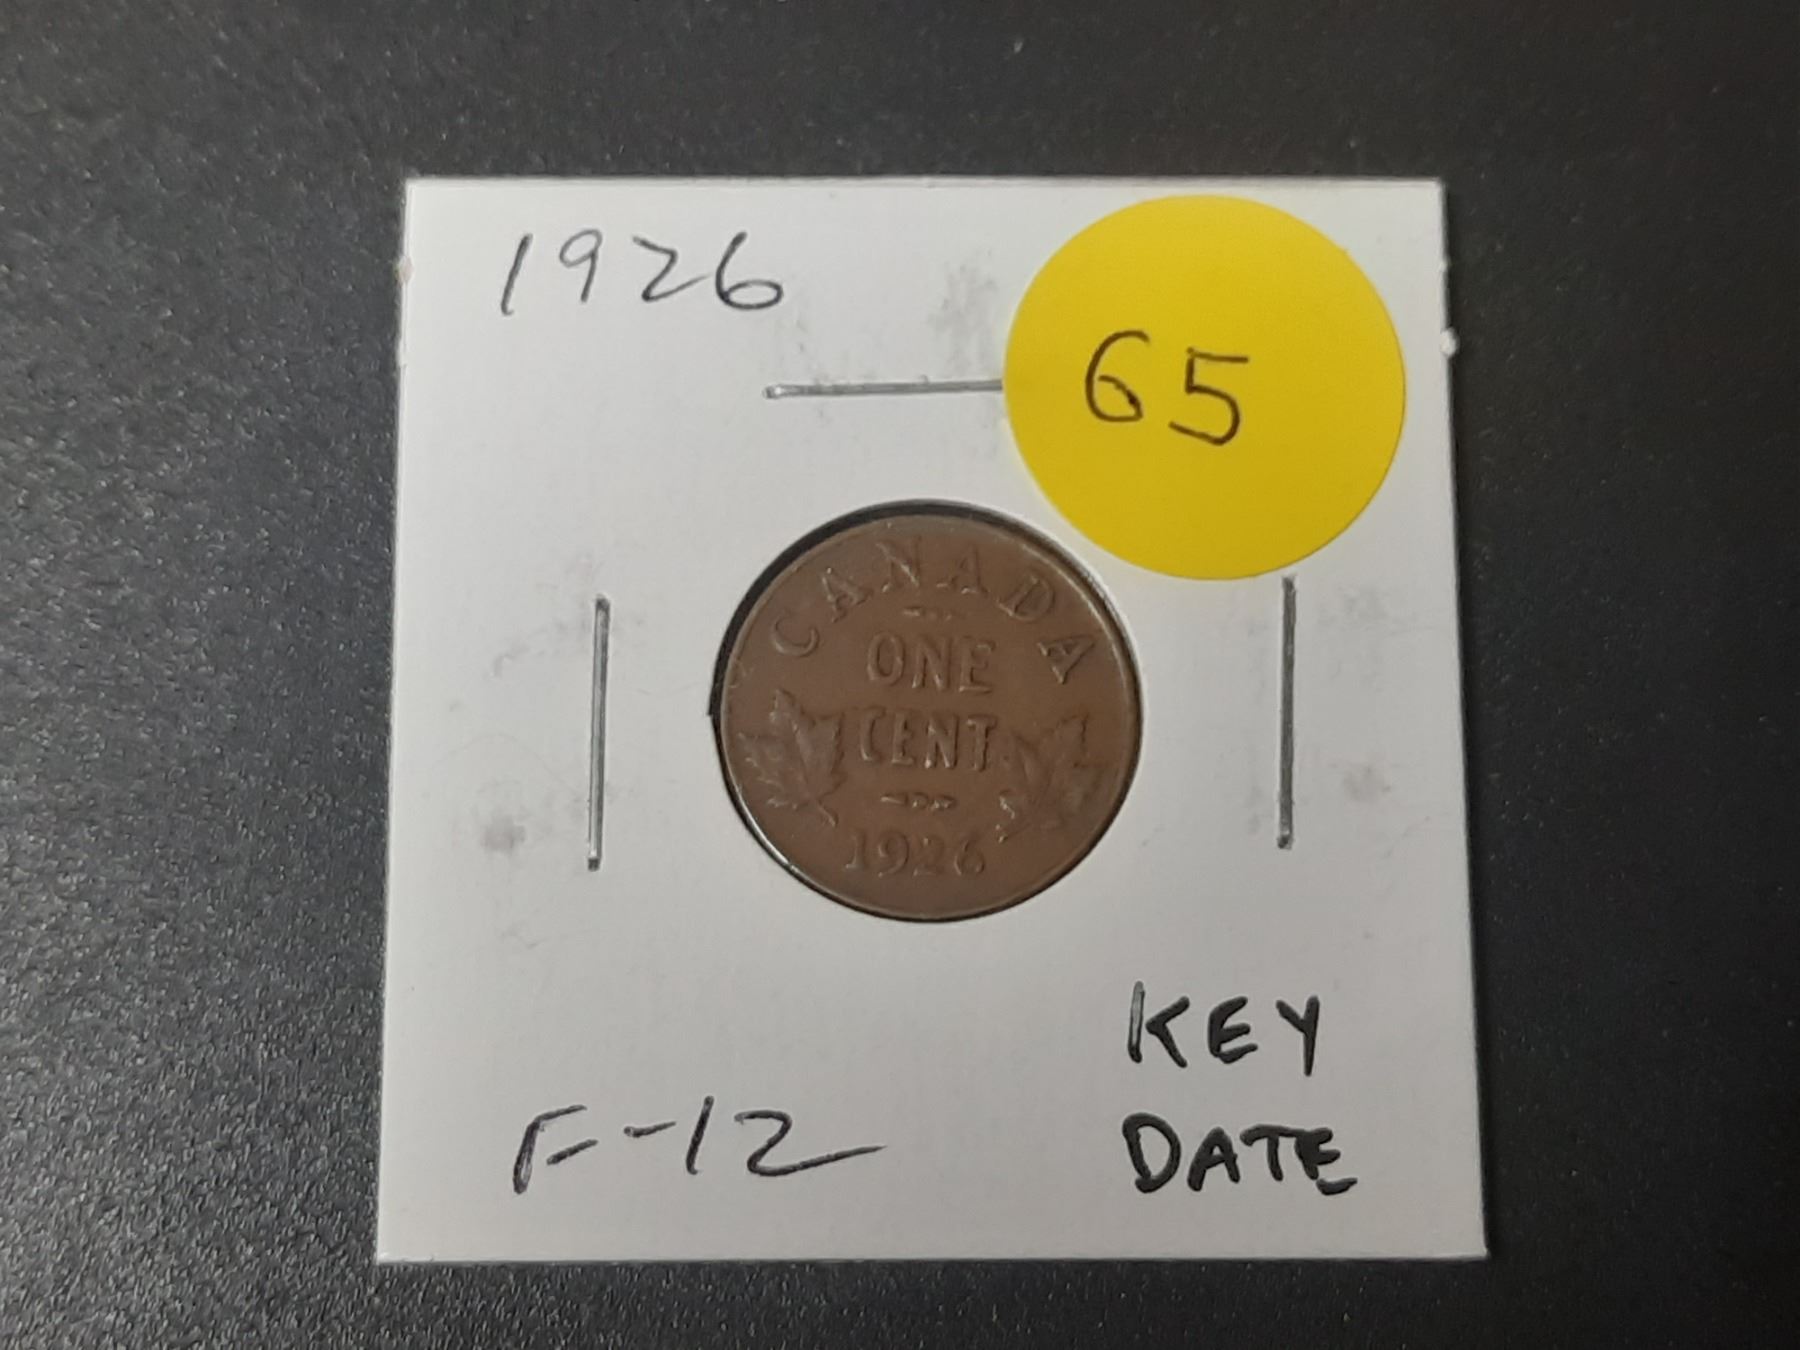 1926
65
CANADA
ONE
CENT
1926
KEY
DATE
F-12